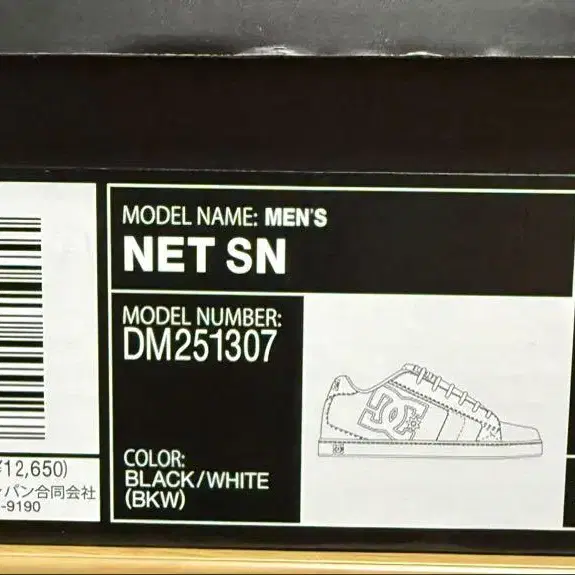 MODEL NAME: MEN'S
NET SN
MODEL NUMBER:
DM251307
COLOR:
BLACK/WHITE
(BKW)
¥12,650)
パン合同会社
-9190
DC